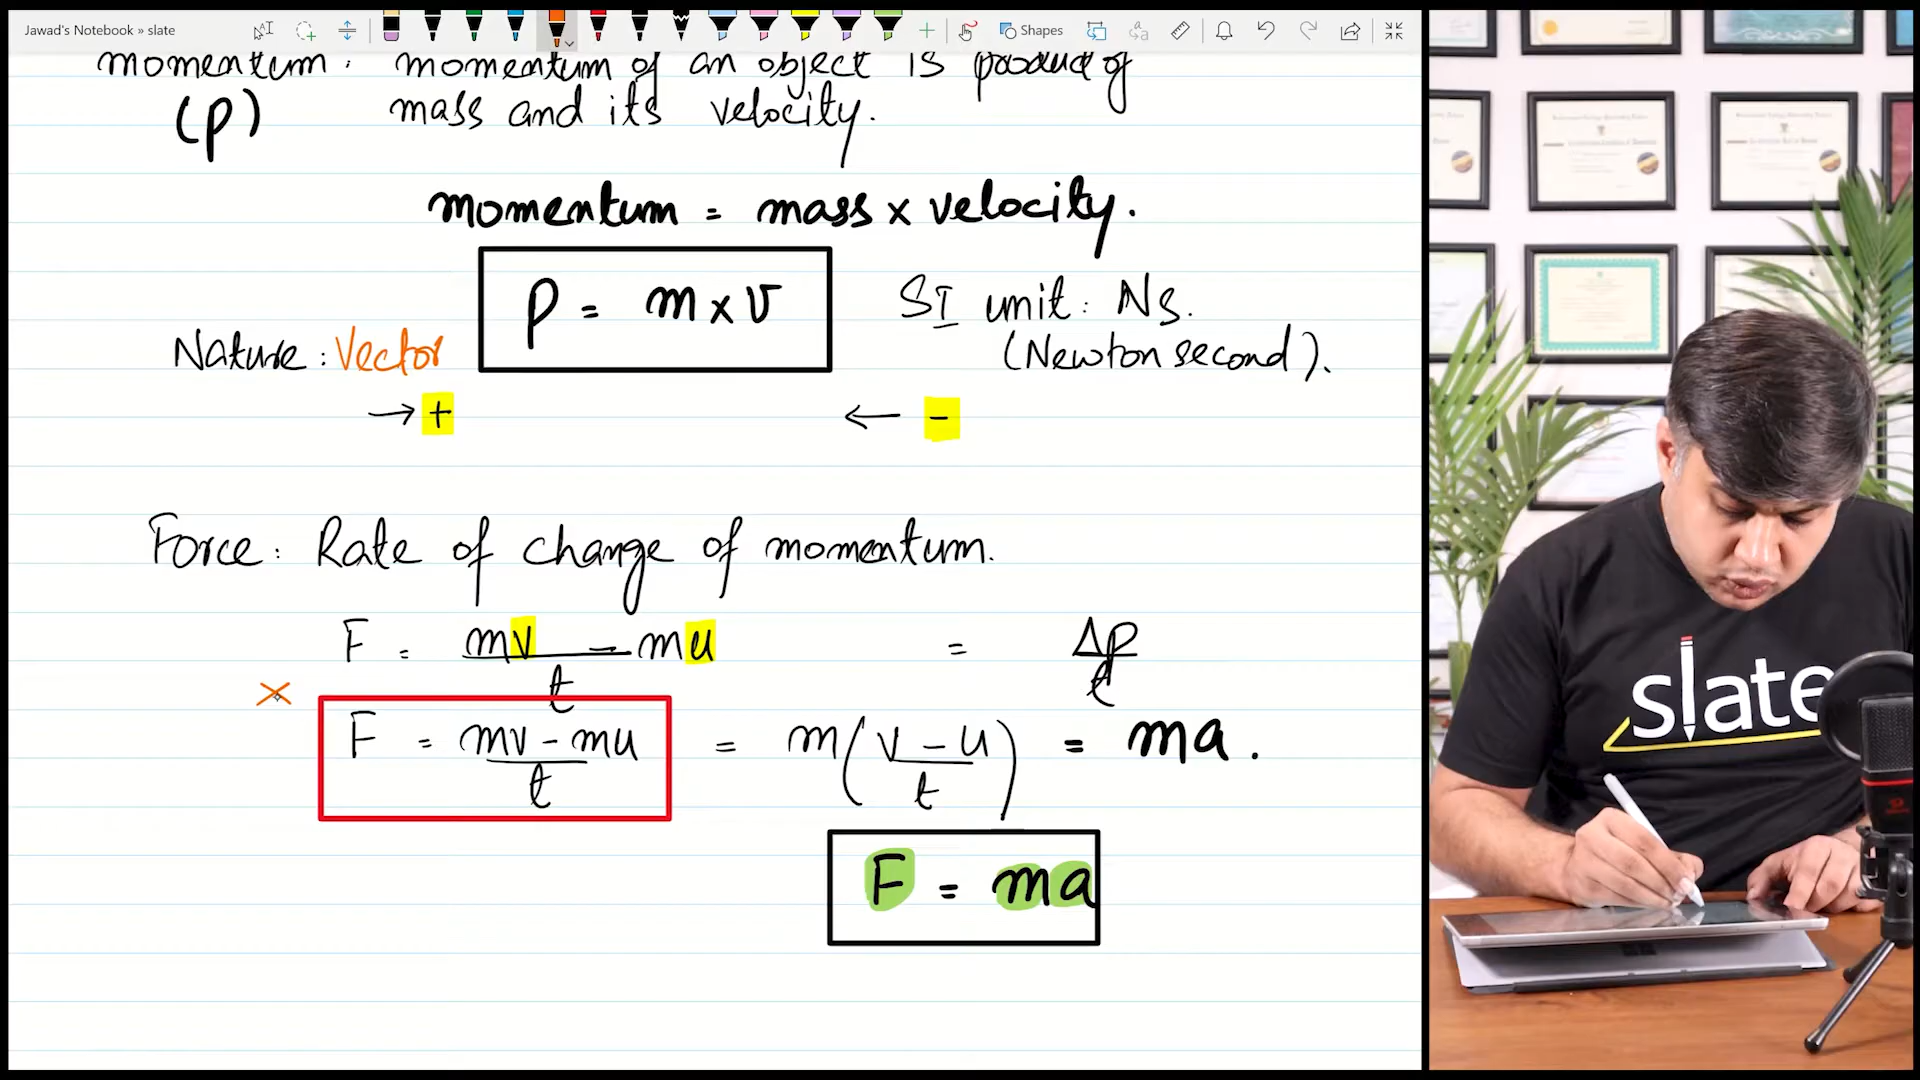 Jawad's Notebook » slate
Shapes
momentum: momentum of an object is product of
(p) mass and its velocity.
momentum = mass x velocity.
p = m x v
SI unit: Ns.
Nature: Vector
(Newton second).
→ +
← -
Force: Rate of change of momentum.
F = mv - mu / t = Δp / t
×
F = mv - mu / t = m(v - u / t) = ma.
F = ma
slate